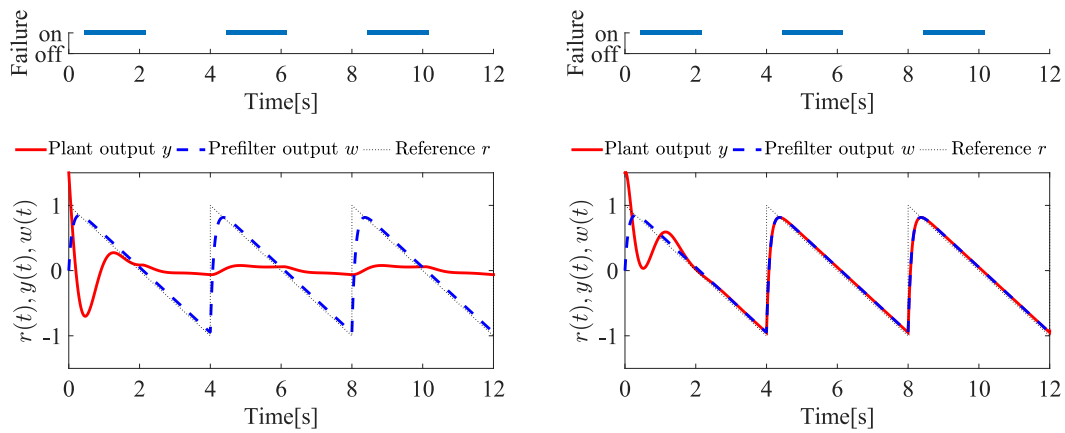 Failure
on
off
0 2 4 6 8 10 12
Time[s]
Plant output y Prefilter output w Reference r
r(t), y(t), w(t)
1
0
-1
0 2 4 6 8 10 12
Time[s]
Failure
on
off
0 2 4 6 8 10 12
Time[s]
Plant output y Prefilter output w Reference r
r(t), y(t), w(t)
1
0
-1
0 2 4 6 8 10 12
Time[s]